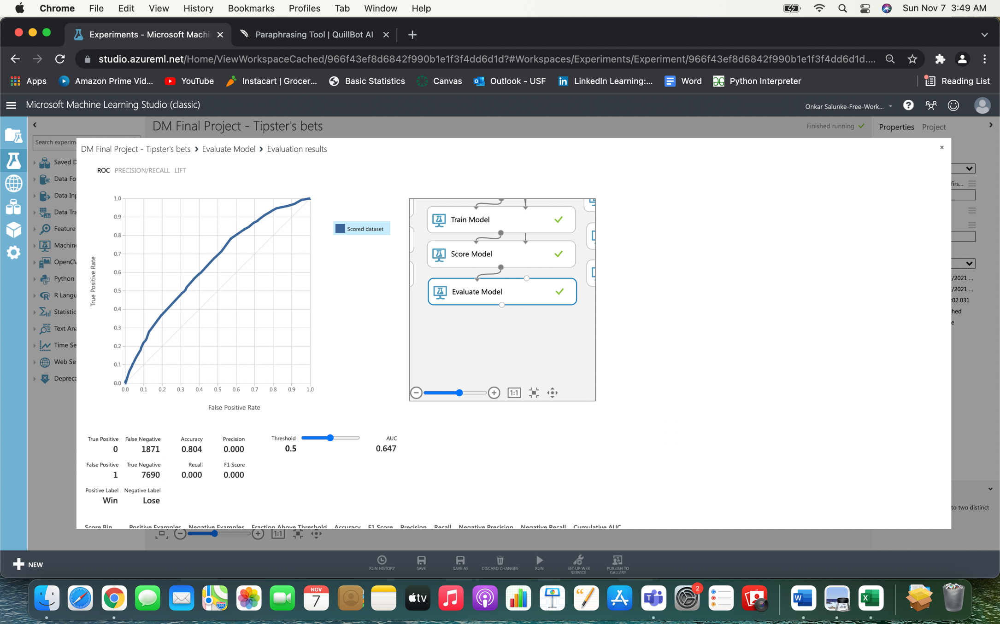 Chrome File Edit View History Bookmarks Profiles Tab Window Help Sun Nov 7 3:49 AM
Experiments - Microsoft Machi Paraphrasing Tool | QuillBot AI
studio.azureml.net/Home/ViewWorkspaceCached/966f43ef8d6842f990b1e1f3f4dd6d1d?#Workspaces/Experiments/Experiment/966f43ef8d6842f990b1e1f3f4dd6d1d....
Apps Amazon Prime Vid... YouTube Instacart | Grocer... Basic Statistics Canvas Outlook - USF LinkedIn Learning:... Word Python Interpreter Reading List
Microsoft Machine Learning Studio (classic) Onkar Salunke-Free-Work...
DM Final Project - Tipster's bets Finished running Properties Project
Search experim
DM Final Project - Tipster's bets › Evaluate Model › Evaluation results
Saved D
Data Fo
Data Inp
Data Tra
Feature
Machine
OpenCV
Python
R Langu
Statistic
Text Ana
Time Se
Web Se
Depreca
ROC PRECISION/RECALL LIFT
True Positive Rate
1.0
0.9
0.8
0.7
0.6
0.5
0.4
0.3
0.2
0.1
0.0
0.0 0.1 0.2 0.3 0.4 0.5 0.6 0.7 0.8 0.9 1.0
False Positive Rate
Scored dataset
Train Model
Score Model
Evaluate Model
1:1
firs...
/2021 ...
/2021 ...
:02.031
hed
e
True Positive False Negative Accuracy Precision Threshold AUC
0 1871 0.804 0.000 0.5 0.647
False Positive True Negative Recall F1 Score
1 7690 0.000 0.000
Positive Label Negative Label
Win Lose
to two distinct
Score Bin Positive Examples Negative Examples Fraction Above Threshold Accuracy F1 Score Precision Recall Negative Precision Negative Recall Cumulative AUC
1:1
NEW RUN HISTORY SAVE SAVE AS DISCARD CHANGES RUN SET UP WEB SERVICE PUBLISH TO GALLERY
280
NOV
7
tv
T
2
W
X